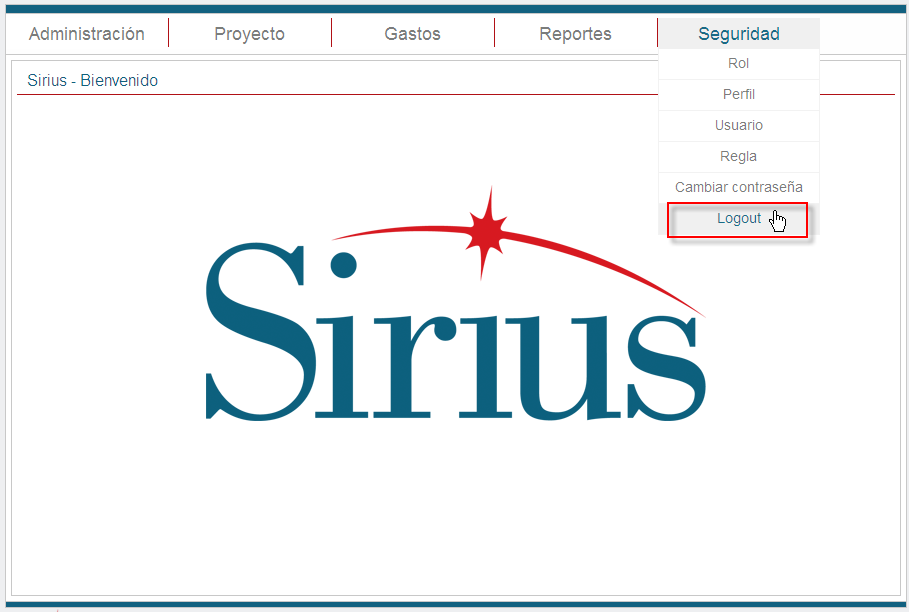 Administración Proyecto Gastos Reportes Seguridad
Rol
Sirius - Bienvenido
Perfil
Usuario
Regla
Cambiar contraseña
Logout
Sirius